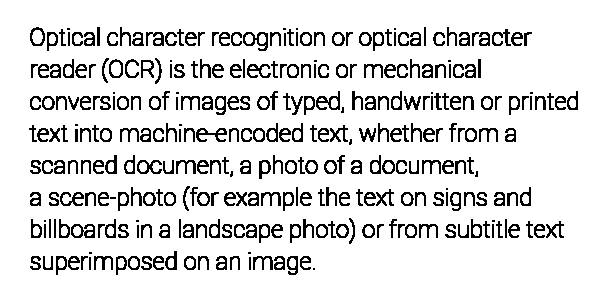 Optical character recognition or optical character
reader (OCR) is the electronic or mechanical
conversion of images of typed, handwritten or printed
text into machine-encoded text, whether from a
scanned document, a photo of a document,
a scene-photo (for example the text on signs and
billboards in a landscape photo) or from subtitle text
superimposed on an image.